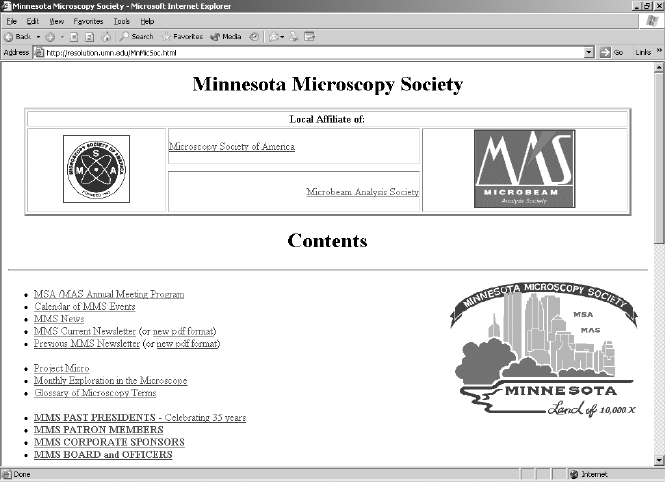 Minnesota Microscopy Society - Microsoft Internet Explorer
File Edit View Favorites Tools Help
Back Search Favorites Media
Address http://resolution.umn.edu/MnMicSoc.html Go Links »
Minnesota Microscopy Society
Local Affiliate of:
MICROSCOPY SOCIETY OF AMERICA
MSA
Microscopy Society of America
Microbeam Analysis Society
MAS
MICROBEAM
Analysis Society
Contents
MSA /MAS Annual Meeting Program
Calendar of MMS Events
MMS News
MMS Current Newsletter (or new pdf format)
Previous MMS Newsletter (or new pdf format)
Project Micro
Monthly Exploration in the Microscope
Glossary of Microscopy Terms
MMS PAST PRESIDENTS - Celebrating 35 years
MMS PATRON MEMBERS
MMS CORPORATE SPONSORS
MMS BOARD and OFFICERS
MINNESOTA MICROSCOPY SOCIETY
MSA
MAS
MINNESOTA
Land of 10,000 X
Done Internet